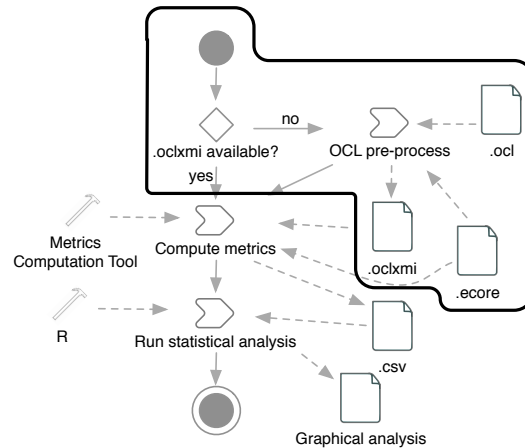 no
.oclxmi available?
OCL pre-process
.ocl
yes
Metrics
Computation Tool
Compute metrics
.oclxmi
.ecore
R
Run statistical analysis
.csv
Graphical analysis